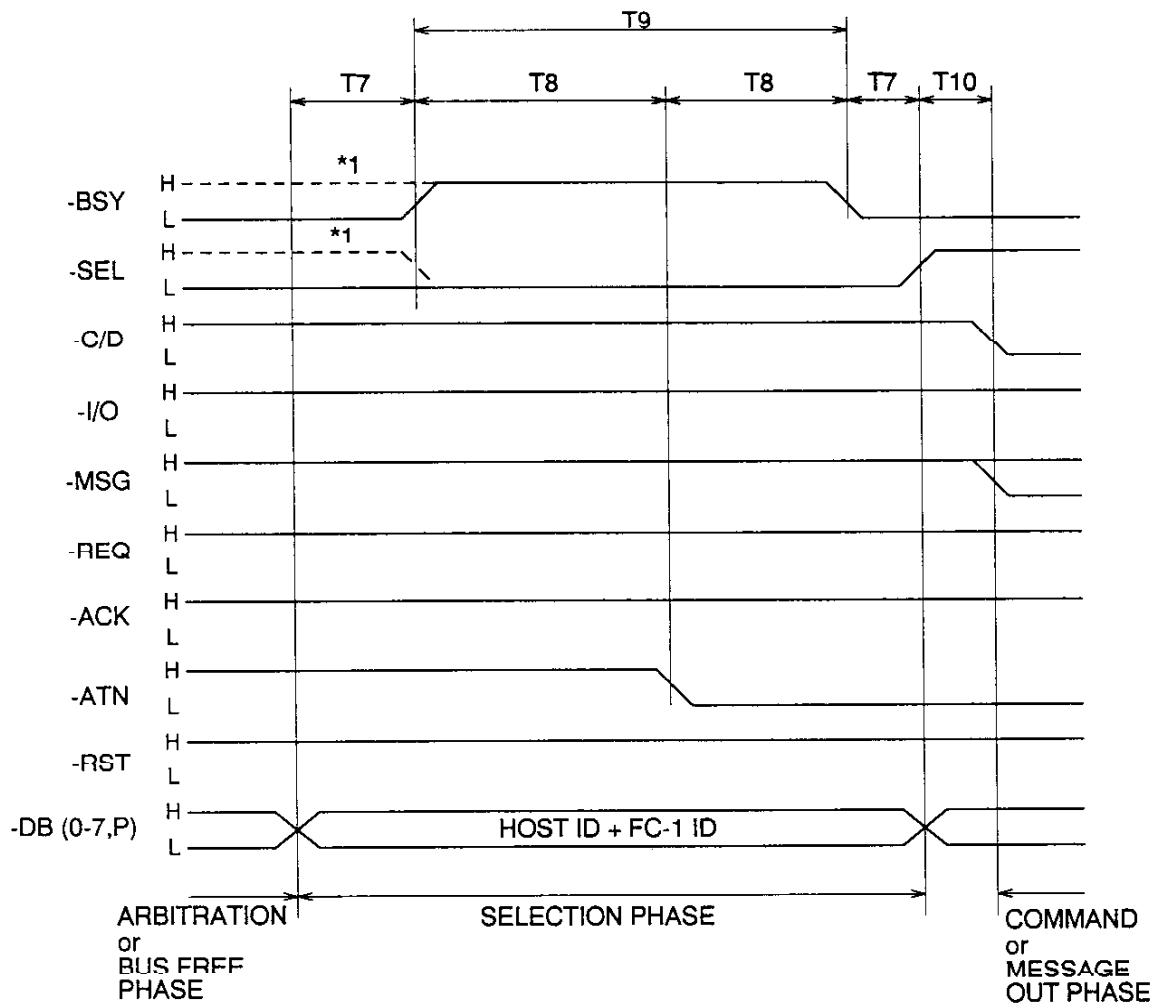 T9
T7 T8 T8 T7 T10
*1
H
-BSY
L
*1
H
-SEL
L
H
-C/D
L
H
-I/O
L
H
-MSG
L
H
-REQ
L
H
-ACK
L
H
-ATN
L
H
-RST
L
H
-DB (0-7,P) HOST ID + FC-1 ID
L
ARBITRATION
or
BUS FREE
PHASE
SELECTION PHASE
COMMAND
or
MESSAGE
OUT PHASE